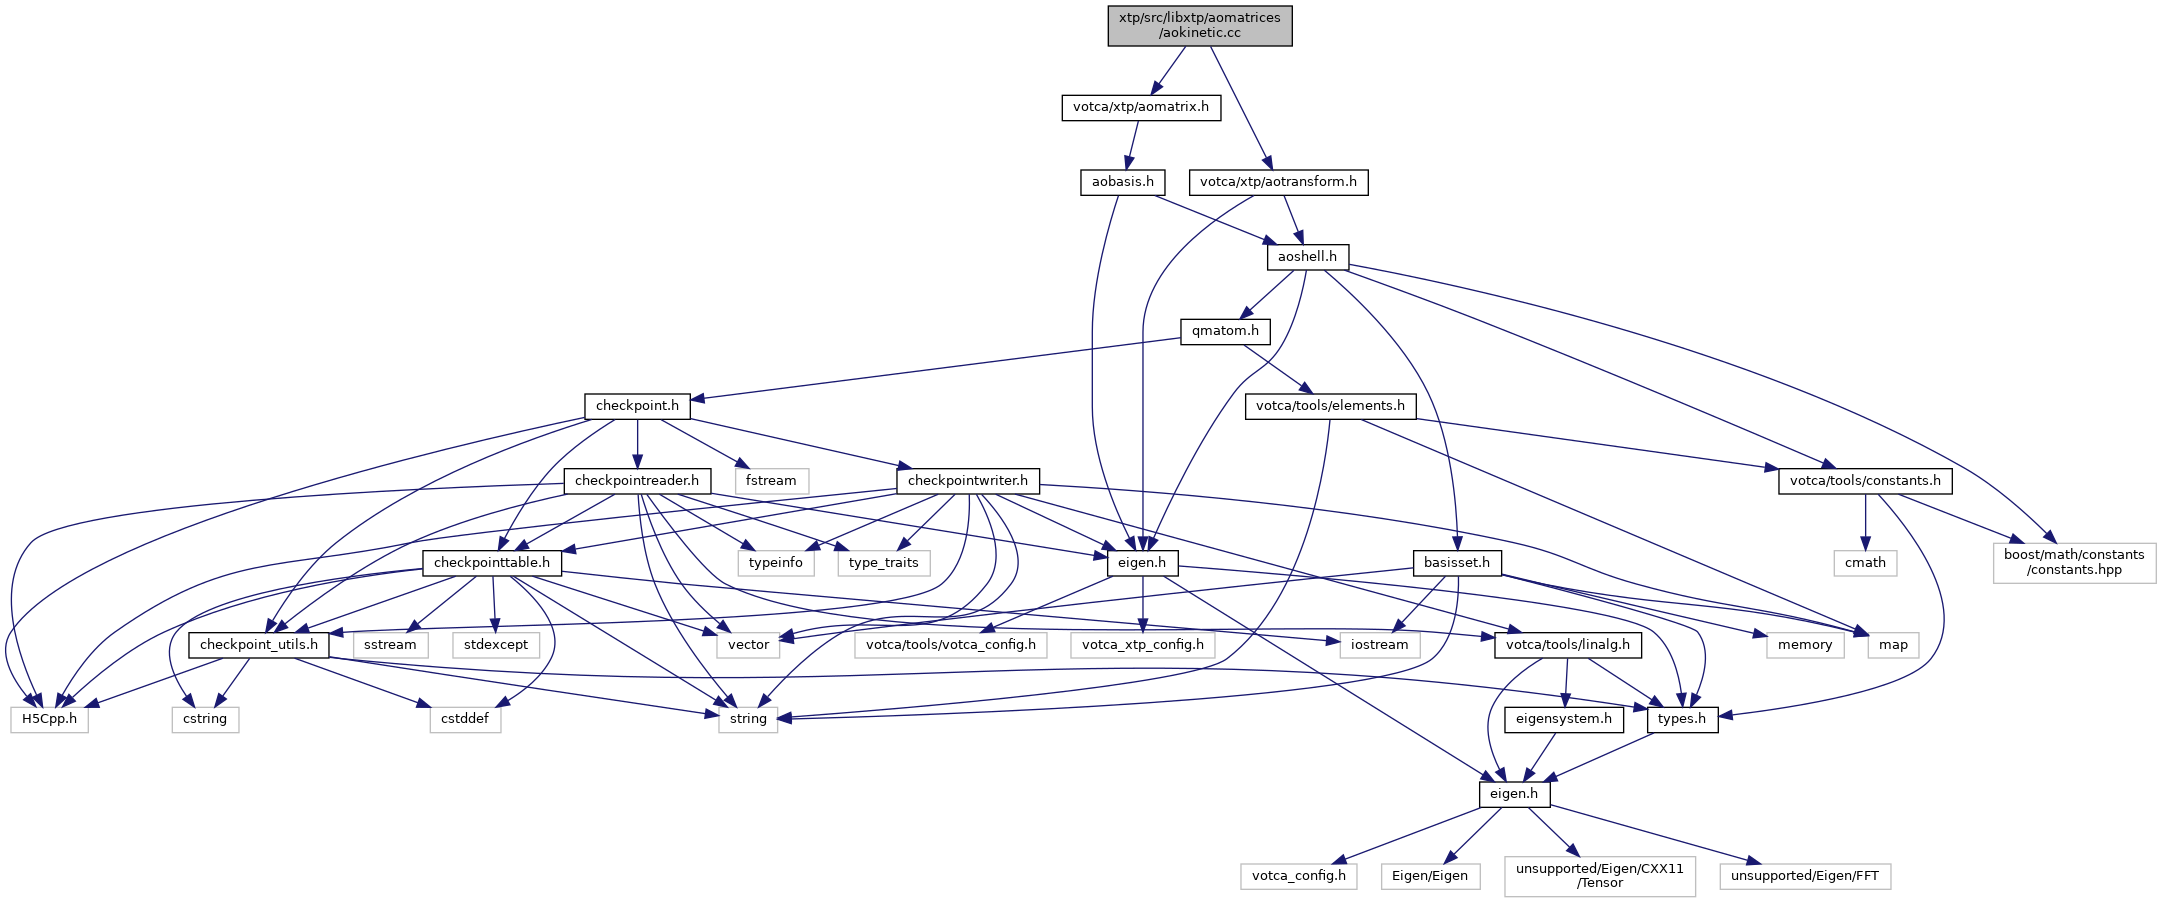 xtp/src/libxtp/aomatrices
/aokinetic.cc
votca/xtp/aomatrix.h
aobasis.h
votca/xtp/aotransform.h
aoshell.h
qmatom.h
checkpoint.h
votca/tools/elements.h
checkpointreader.h
fstream
checkpointwriter.h
votca/tools/constants.h
checkpointtable.h
typeinfo
type_traits
eigen.h
basisset.h
cmath
boost/math/constants
/constants.hpp
checkpoint_utils.h
sstream
stdexcept
vector
votca/tools/votca_config.h
votca_xtp_config.h
iostream
votca/tools/linalg.h
memory
map
H5Cpp.h
cstring
cstddef
string
eigensystem.h
types.h
eigen.h
votca_config.h
Eigen/Eigen
unsupported/Eigen/CXX11
/Tensor
unsupported/Eigen/FFT